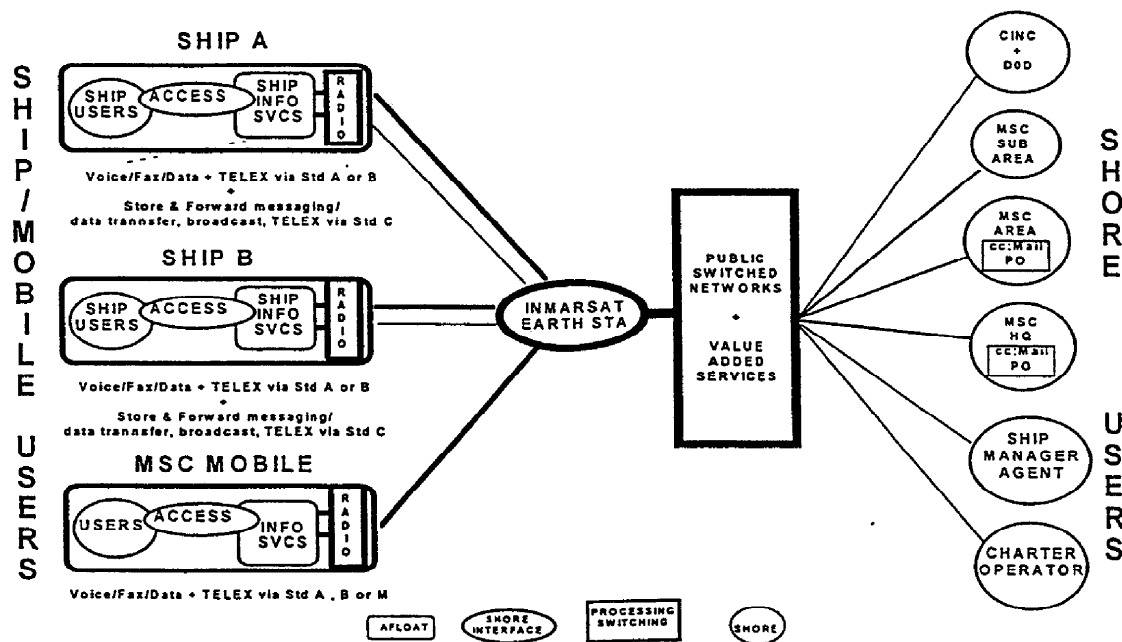 SHIP/MOBILE USERS
SHIP A
SHIP
USERS
ACCESS
SHIP
INFO
SVCS
RADIO
Voice/Fax/Data + TELEX via Std A or B
+
Store & Forward messaging/
data trannsfer, broadcast, TELEX via Std C
SHIP B
SHIP
USERS
ACCESS
SHIP
INFO
SVCS
RADIO
Voice/Fax/Data + TELEX via Std A or B
+
Store & Forward messaging/
data trannsfer, broadcast, TELEX via Std C
MSC MOBILE
USERS
ACCESS
INFO
SVCS
RADIO
Voice/Fax/Data + TELEX via Std A , B or M
INMARSAT
EARTH STA
PUBLIC
SWITCHED
NETWORKS
+
VALUE
ADDED
SERVICES
CINC
+
DOD
MSC
SUB
AREA
MSC
AREA
cc:Mail
PO
MSC
HQ
cc:Mail
PO
SHIP
MANAGER
AGENT
CHARTER
OPERATOR
SHORE USERS
AFLOAT
SHORE
INTERFACE
PROCESSING
SWITCHING
SHORE